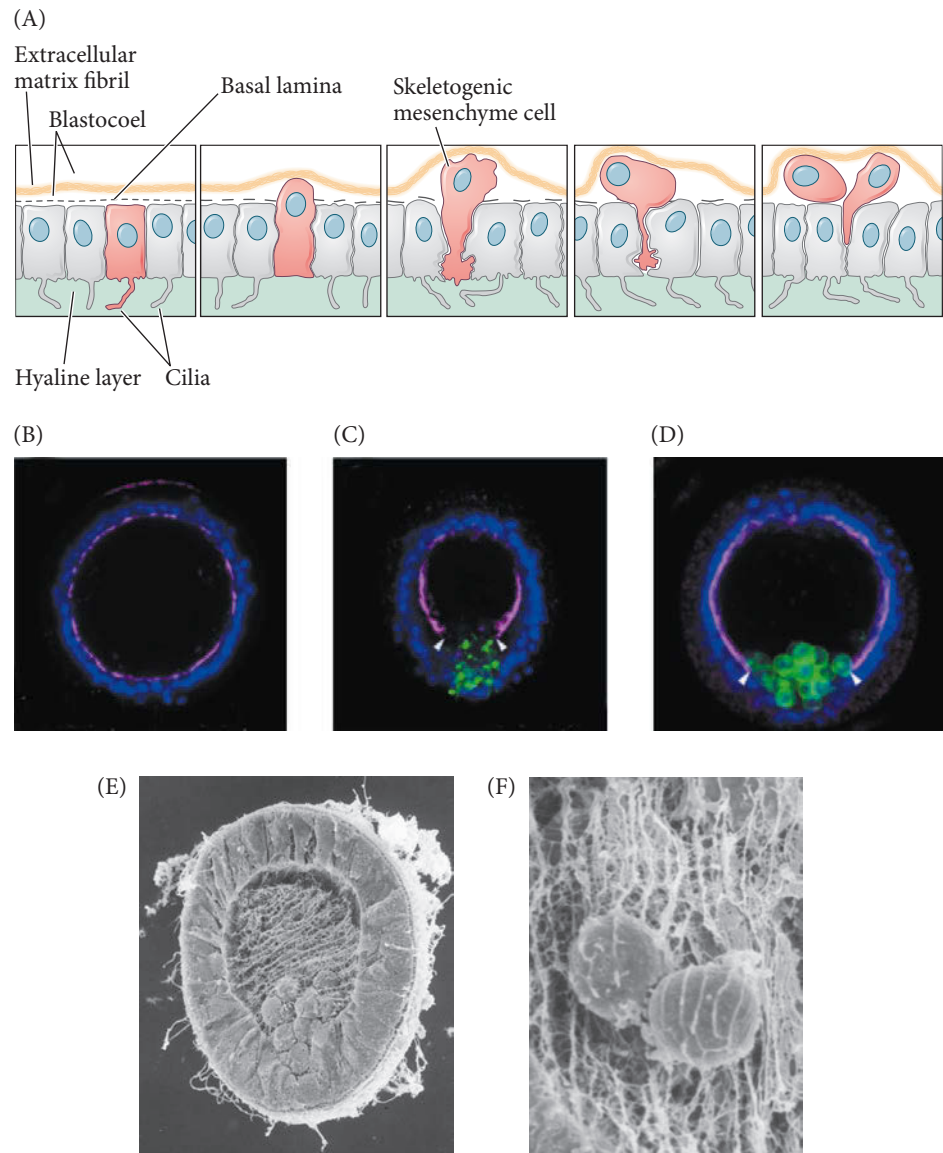 (A)
Extracellular
matrix fibril
Blastocoel
Basal lamina
Skeletogenic
mesenchyme cell
Hyaline layer
Cilia
(B)
(C)
(D)
(E)
(F)